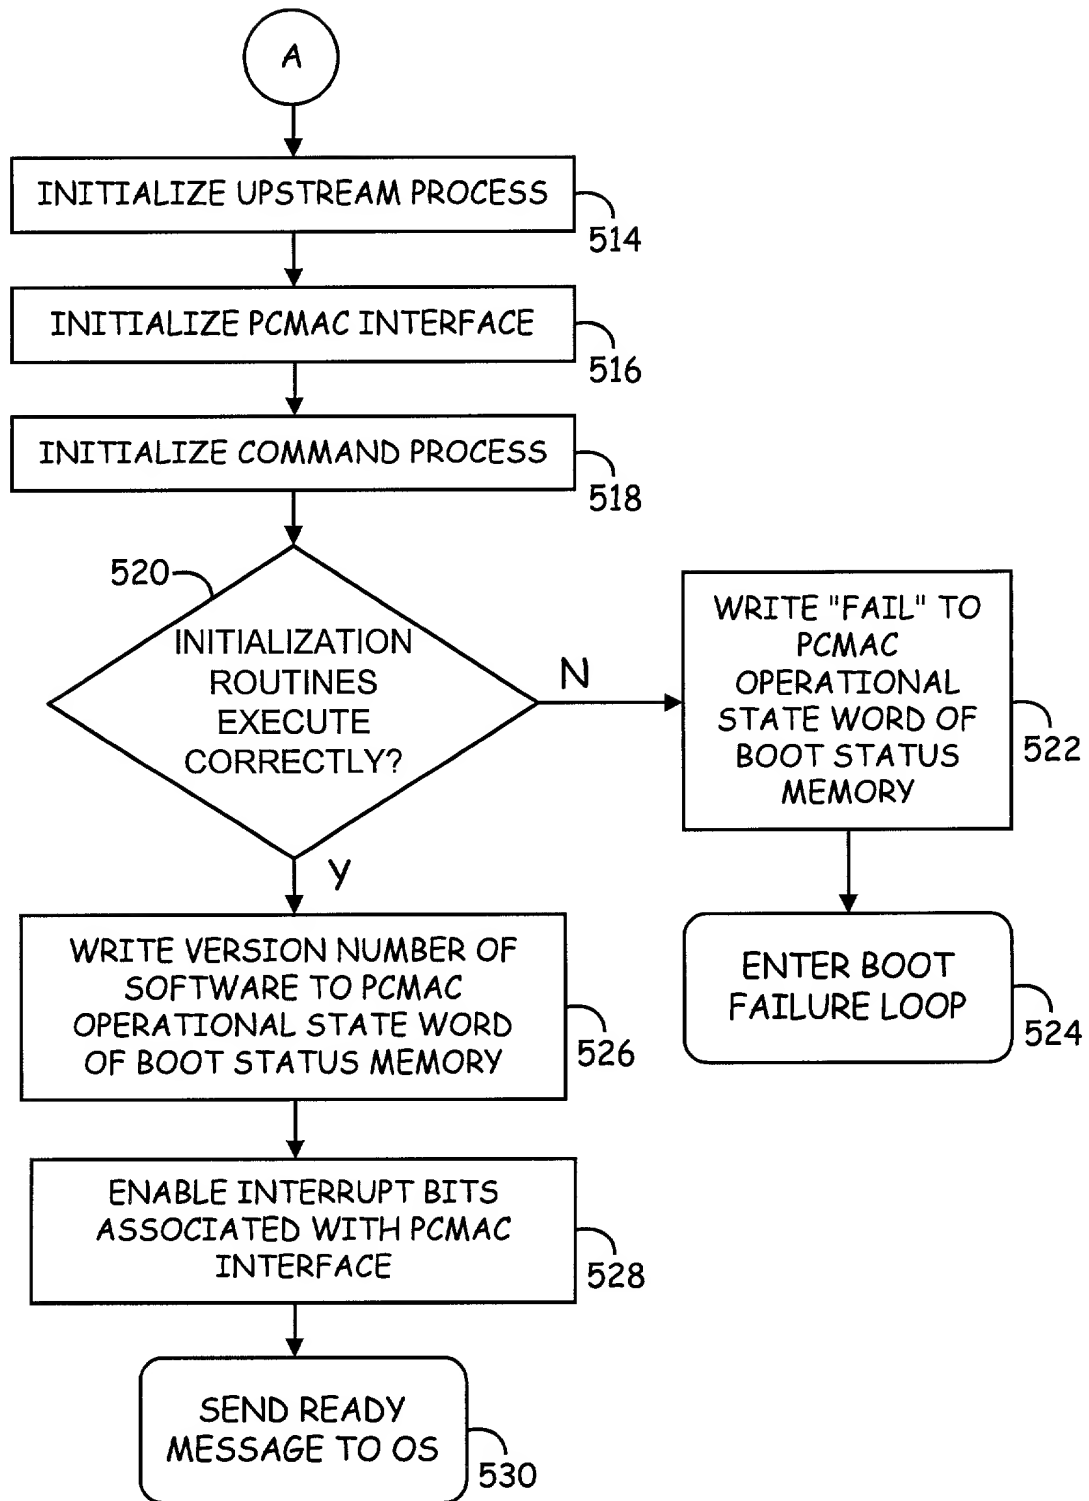 A
INITIALIZE UPSTREAM PROCESS
514
INITIALIZE PCMAC INTERFACE
516
INITIALIZE COMMAND PROCESS
518
520
INITIALIZATION
ROUTINES
EXECUTE
CORRECTLY?
N
WRITE "FAIL" TO
PCMAC
OPERATIONAL
STATE WORD OF
BOOT STATUS
MEMORY
522
ENTER BOOT
FAILURE LOOP
524
Y
WRITE VERSION NUMBER OF
SOFTWARE TO PCMAC
OPERATIONAL STATE WORD
OF BOOT STATUS MEMORY
526
ENABLE INTERRUPT BITS
ASSOCIATED WITH PCMAC
INTERFACE
528
SEND READY
MESSAGE TO OS
530